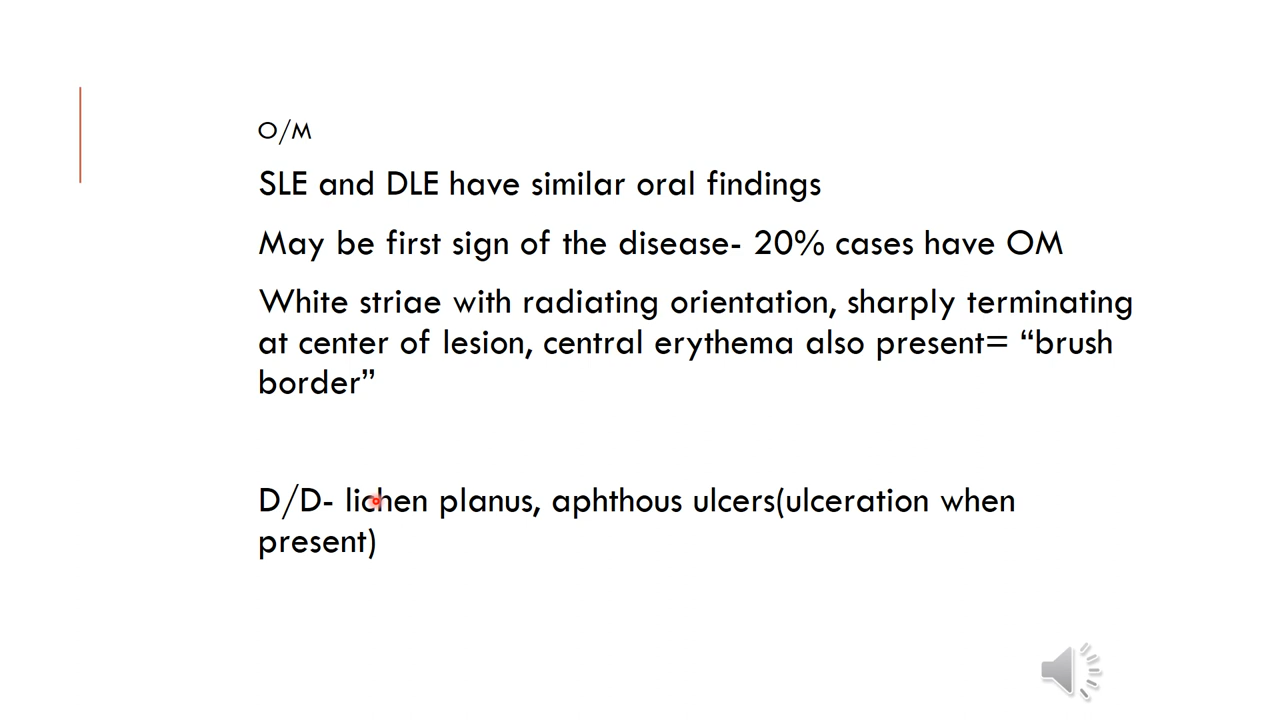 O/M
SLE and DLE have similar oral findings
May be first sign of the disease- 20% cases have OM
White striae with radiating orientation, sharply terminating
at center of lesion, central erythema also present= “brush
border”
D/D- lichen planus, aphthous ulcers(ulceration when
present)